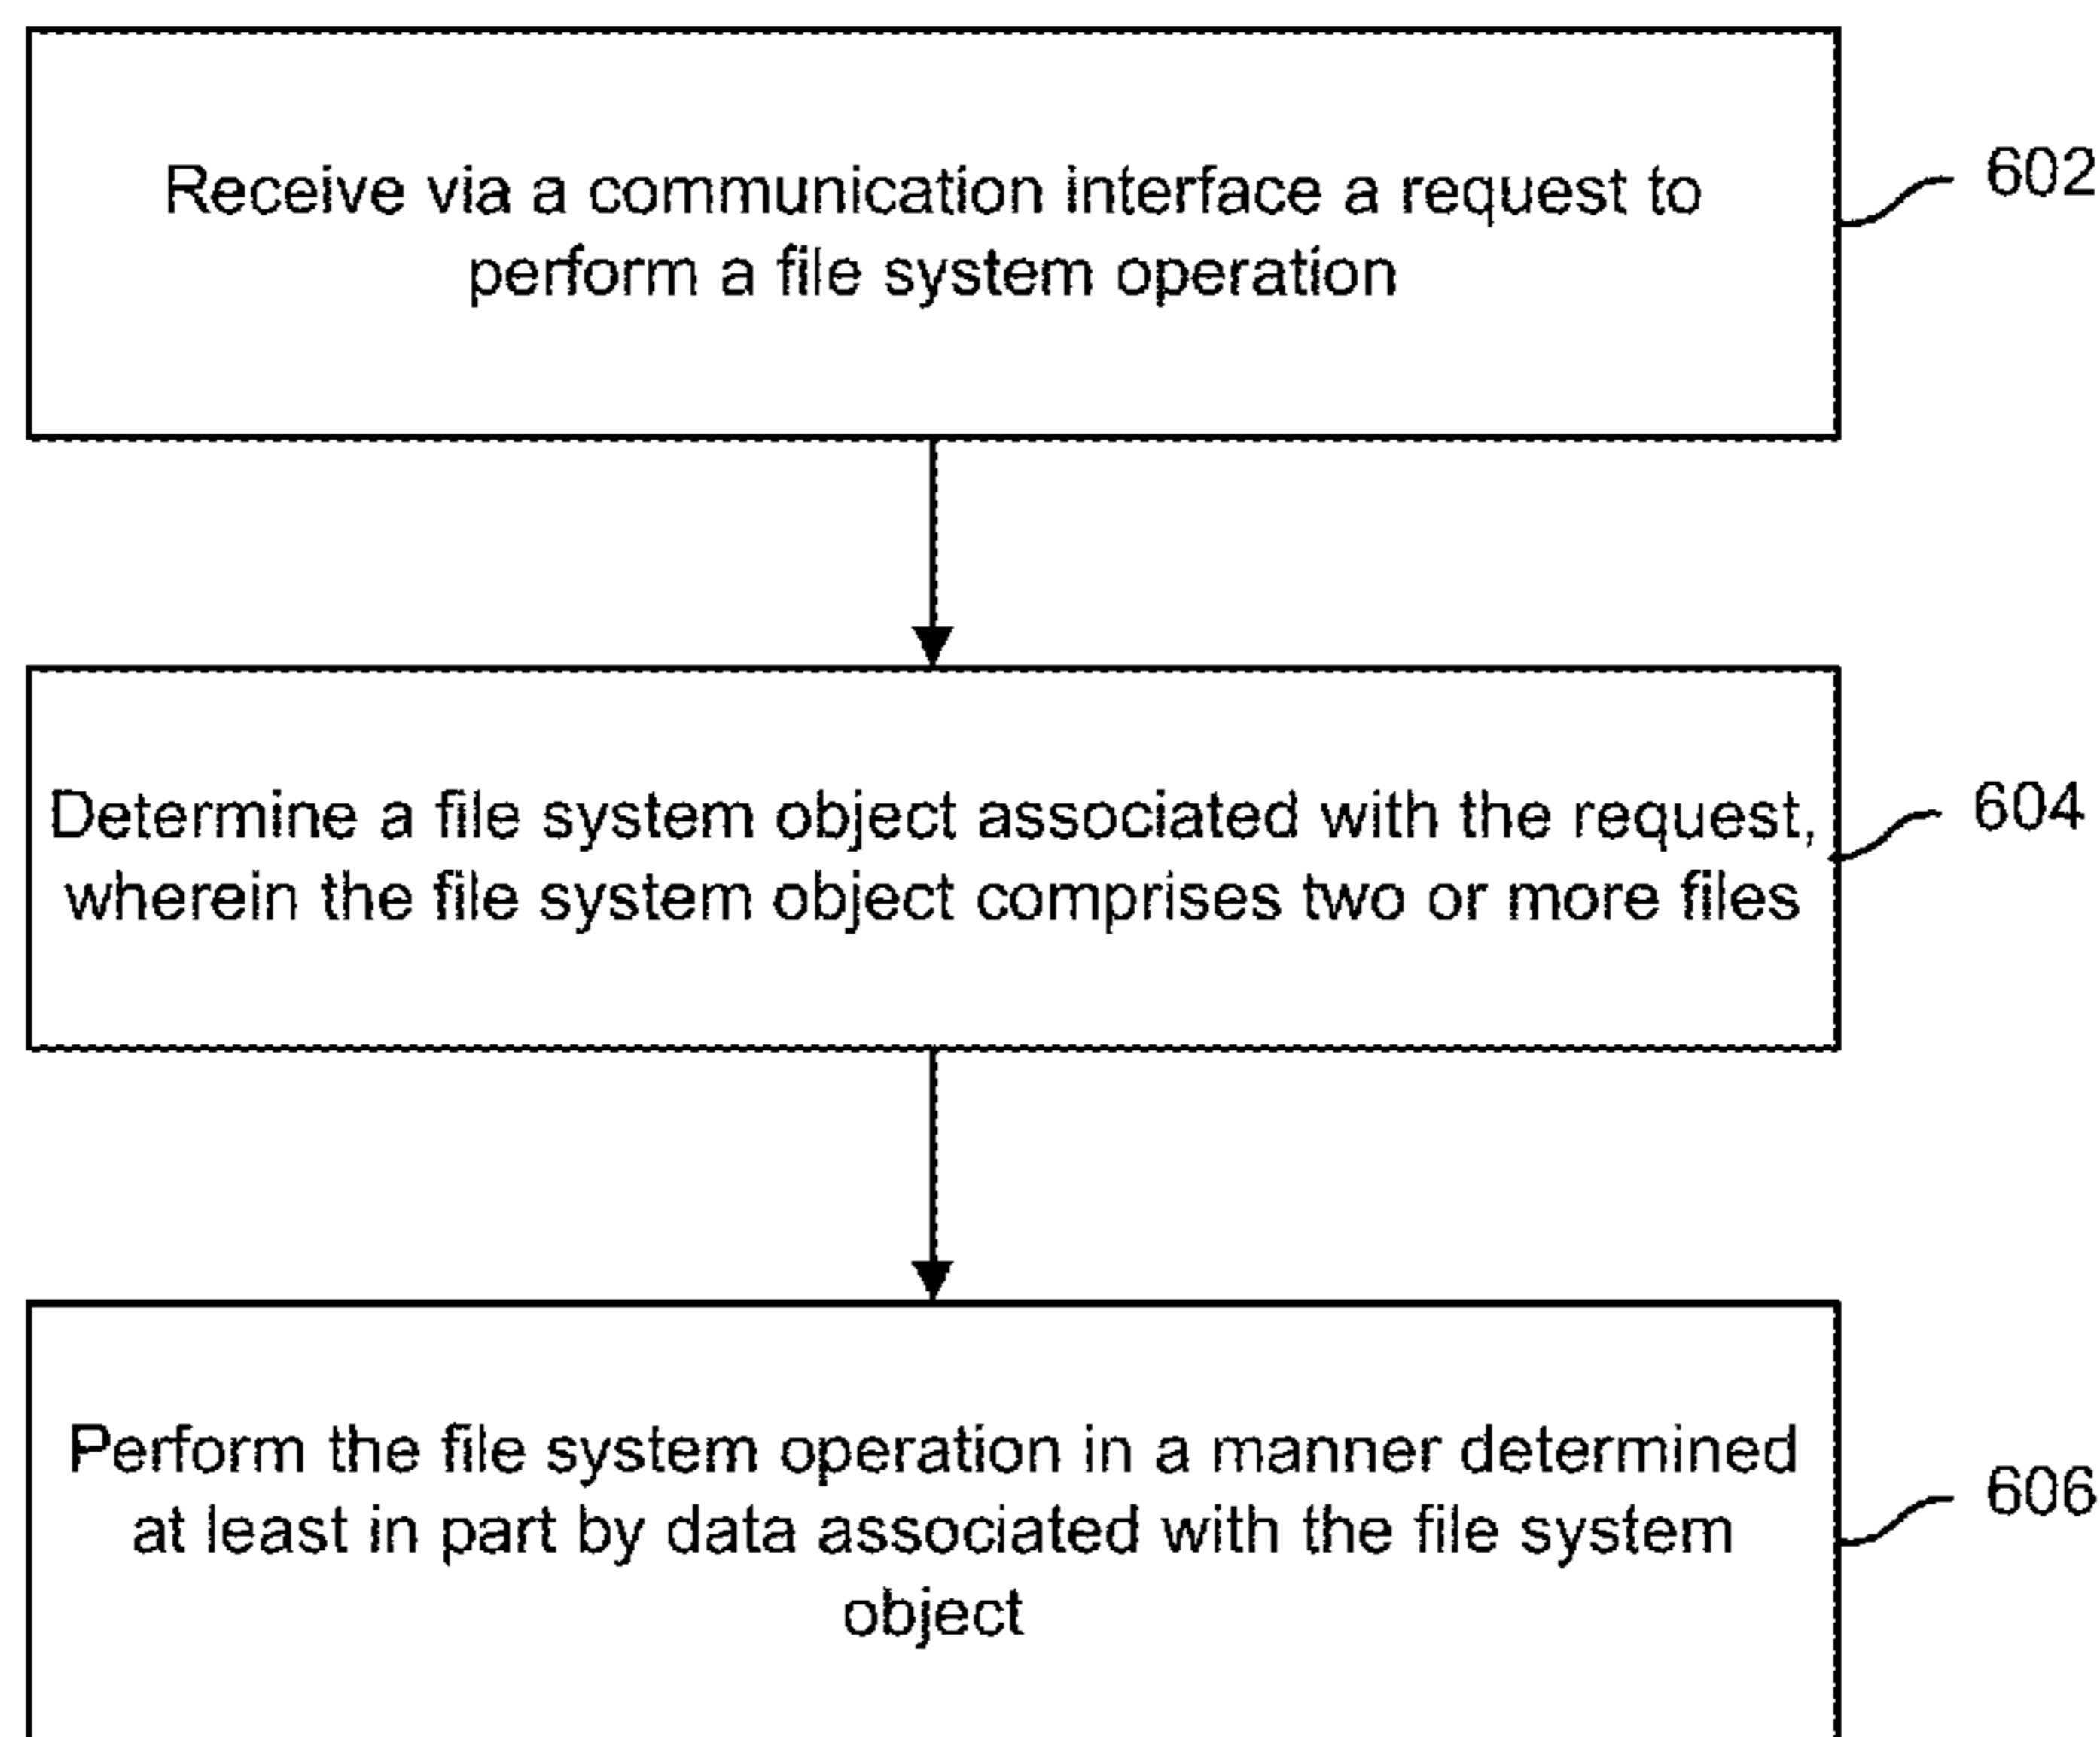 Receive via a communication interface a request to
perform a file system operation
602
Determine a file system object associated with the request,
wherein the file system object comprises two or more files
604
Perform the file system operation in a manner determined
at least in part by data associated with the file system
object
606